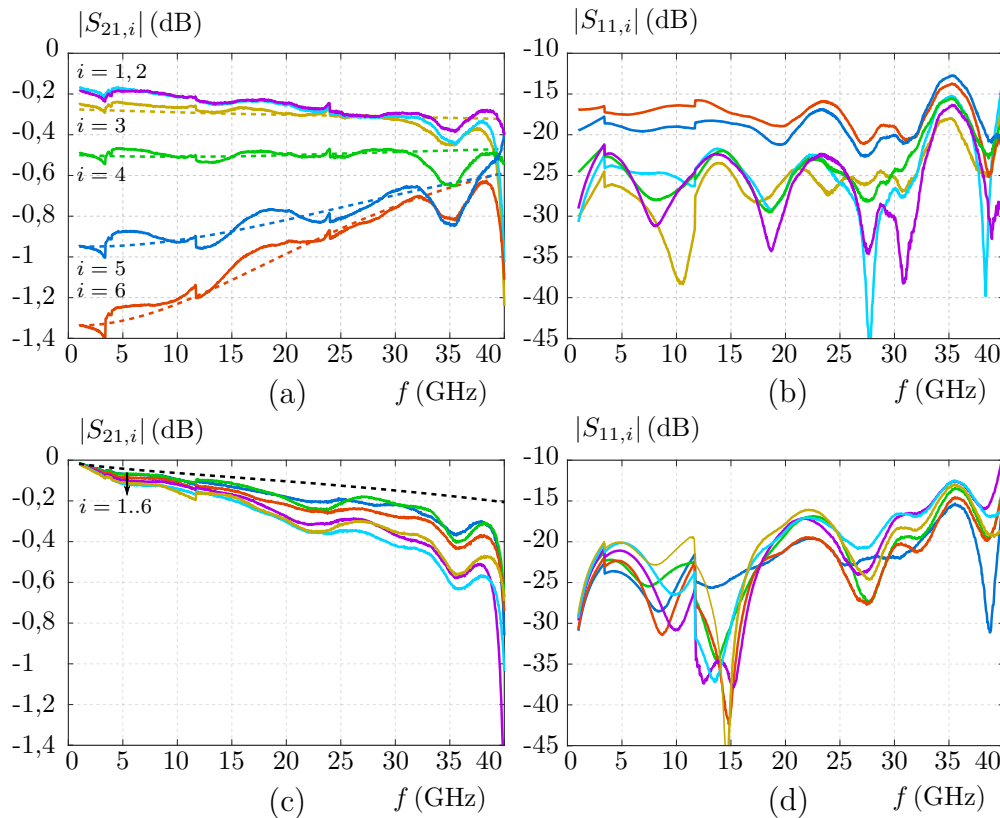 |S21,i| (dB)
0
-0,2
-0,4
-0,6
-0,8
-1
-1,2
-1,4
i = 1, 2
i = 3
i = 4
i = 5
i = 6
0 5 10 15 20 25 30 35 40
(a)
f (GHz)
|S11,i| (dB)
-10
-15
-20
-25
-30
-35
-40
-45
0 5 10 15 20 25 30 35 40
(b)
f (GHz)
|S21,i| (dB)
0
-0,2
-0,4
-0,6
-0,8
-1
-1,2
-1,4
i = 1..6
0 5 10 15 20 25 30 35 40
(c)
f (GHz)
|S11,i| (dB)
-10
-15
-20
-25
-30
-35
-40
-45
0 5 10 15 20 25 30 35 40
(d)
f (GHz)